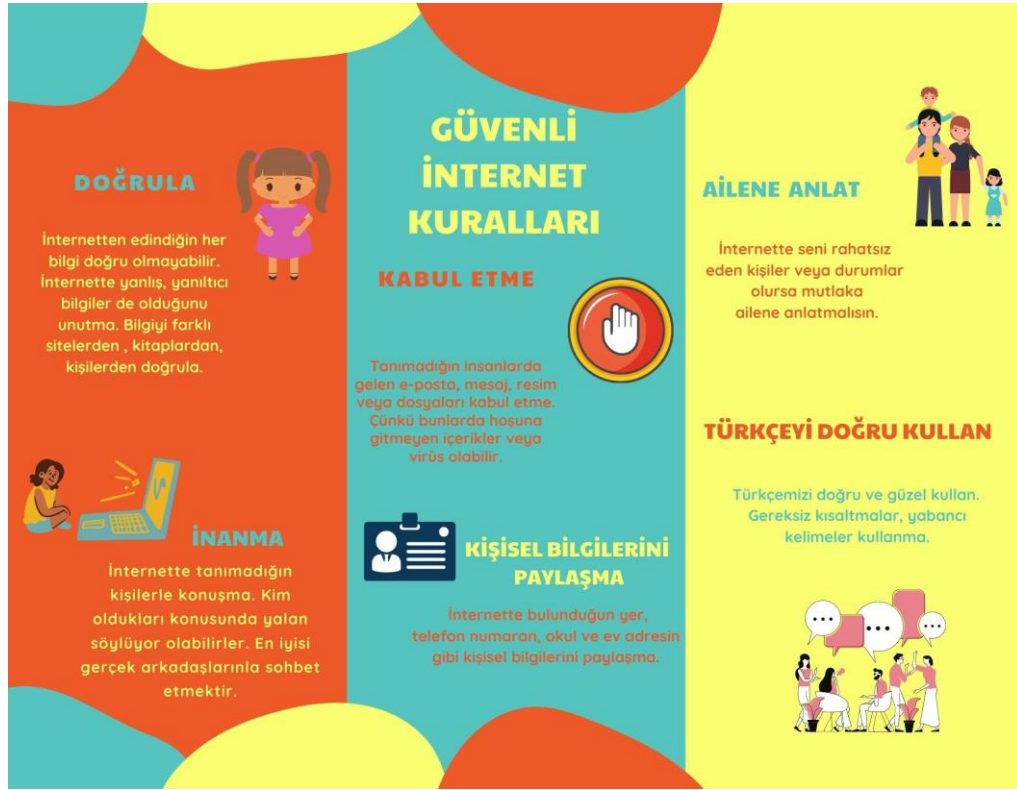 GÜVENLİ
İNTERNET
KURALLARI
DOĞRULA
İnternetten edindiğin her
bilgi doğru olmayabilir.
İnternette yanlış, yanıltıcı
bilgiler de olduğunu
unutma. Bilgiyi farklı
sitelerden , kitaplardan,
kişilerden doğrula.
İNANMA
İnternette tanımadığın
kişilerle konuşma. Kim
oldukları konusunda yalan
söylüyor olabilirler. En iyisi
gerçek arkadaşlarınla sohbet
etmektir.
KABUL ETME
Tanımadığın insanlarda
gelen e-posta, mesaj, resim
veya dosyaları kabul etme.
Çünkü bunlarda hoşuna
gitmeyen içerikler veya
virüs olabilir.
KİŞİSEL BİLGİLERİNİ
PAYLAŞMA
İnternette bulunduğun yer,
telefon numaran, okul ve ev adresin
gibi kişisel bilgilerini paylaşma.
AİLENE ANLAT
İnternette seni rahatsız
eden kişiler veya durumlar
olursa mutlaka
ailene anlatmalısın.
TÜRKÇEYİ DOĞRU KULLAN
Türkçemizi doğru ve güzel kullan.
Gereksiz kısaltmalar, yabancı
kelimeler kullanma.